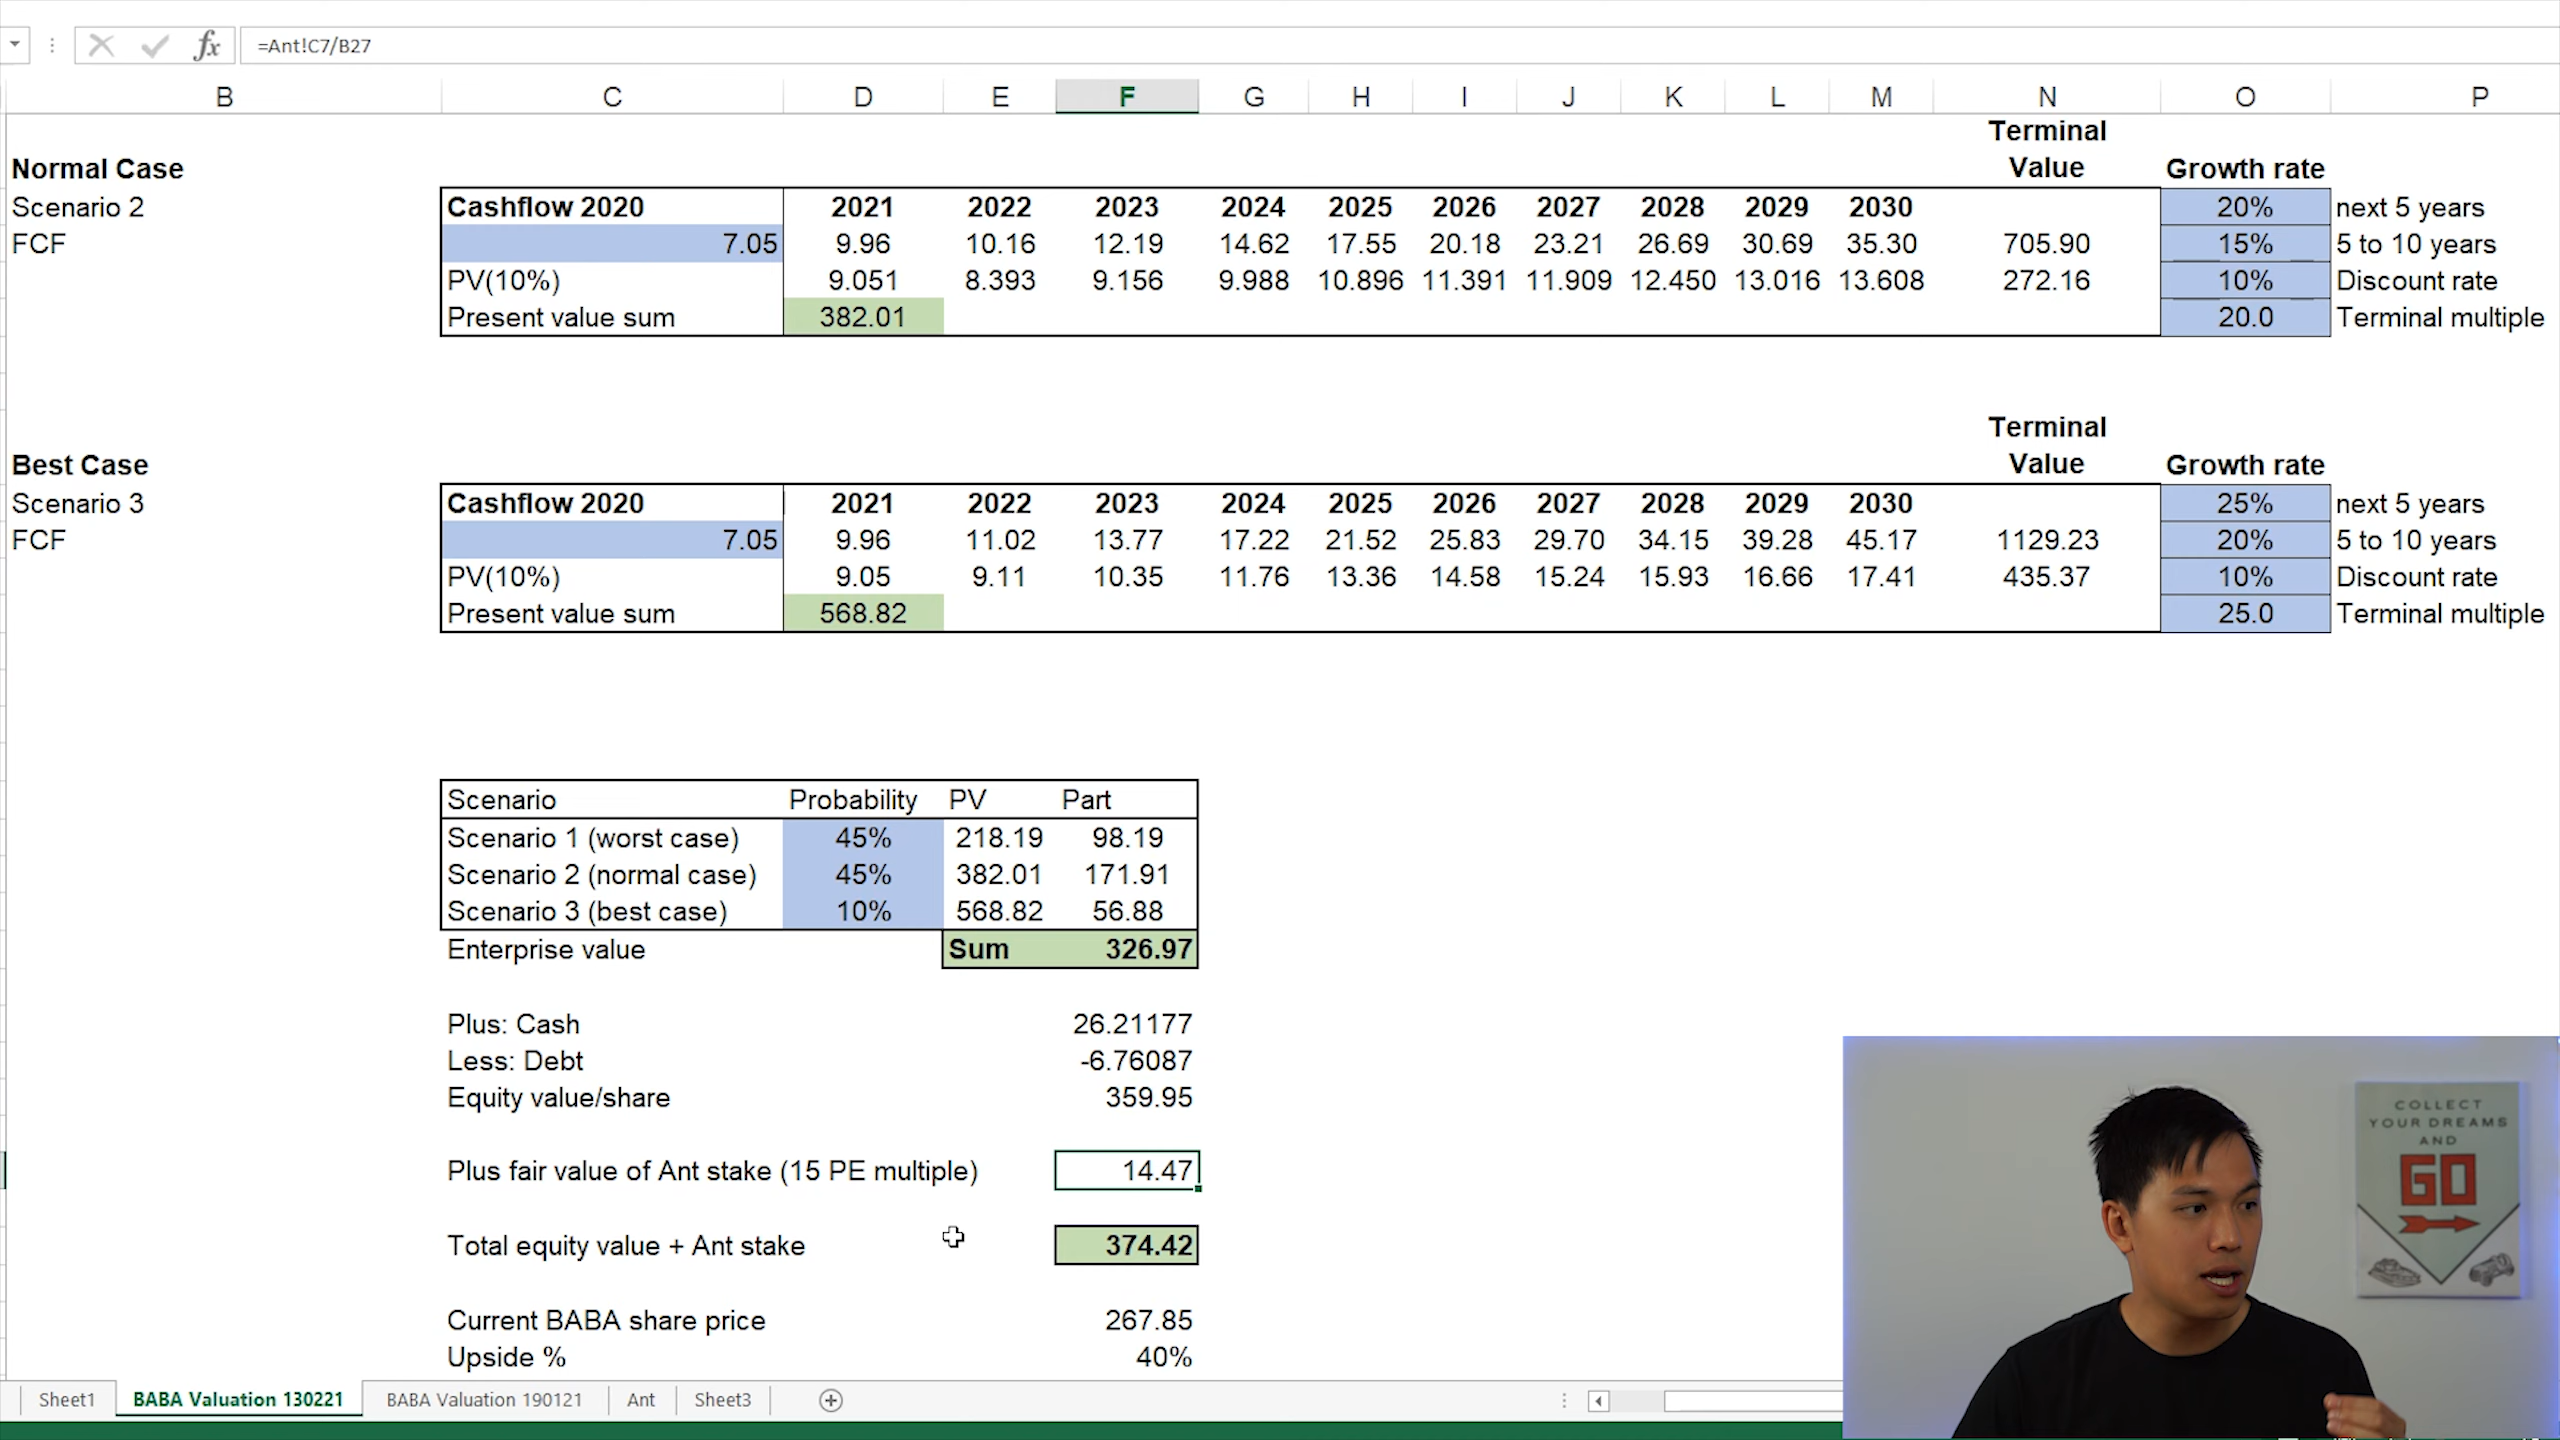 fx =Ant!C7/B27
B C D E F G H I J K L M N O P
Terminal
Normal Case Value Growth rate
Scenario 2 Cashflow 2020 2021 2022 2023 2024 2025 2026 2027 2028 2029 2030 20% next 5 years
FCF 7.05 9.96 10.16 12.19 14.62 17.55 20.18 23.21 26.69 30.69 35.30 705.90 15% 5 to 10 years
PV(10%) 9.051 8.393 9.156 9.988 10.896 11.391 11.909 12.450 13.016 13.608 272.16 10% Discount rate
Present value sum 382.01 20.0 Terminal multiple
Terminal
Best Case Value Growth rate
Scenario 3 Cashflow 2020 2021 2022 2023 2024 2025 2026 2027 2028 2029 2030 25% next 5 years
FCF 7.05 9.96 11.02 13.77 17.22 21.52 25.83 29.70 34.15 39.28 45.17 1129.23 20% 5 to 10 years
PV(10%) 9.05 9.11 10.35 11.76 13.36 14.58 15.24 15.93 16.66 17.41 435.37 10% Discount rate
Present value sum 568.82 25.0 Terminal multiple
Scenario Probability PV Part
Scenario 1 (worst case) 45% 218.19 98.19
Scenario 2 (normal case) 45% 382.01 171.91
Scenario 3 (best case) 10% 568.82 56.88
Enterprise value Sum 326.97
Plus: Cash 26.21177
Less: Debt -6.76087
Equity value/share 359.95
Plus fair value of Ant stake (15 PE multiple) 14.47
Total equity value + Ant stake 374.42
Current BABA share price 267.85
Upside % 40%
Sheet1 BABA Valuation 130221 BABA Valuation 190121 Ant Sheet3
COLLECT
YOUR DREAMS
AND
GO